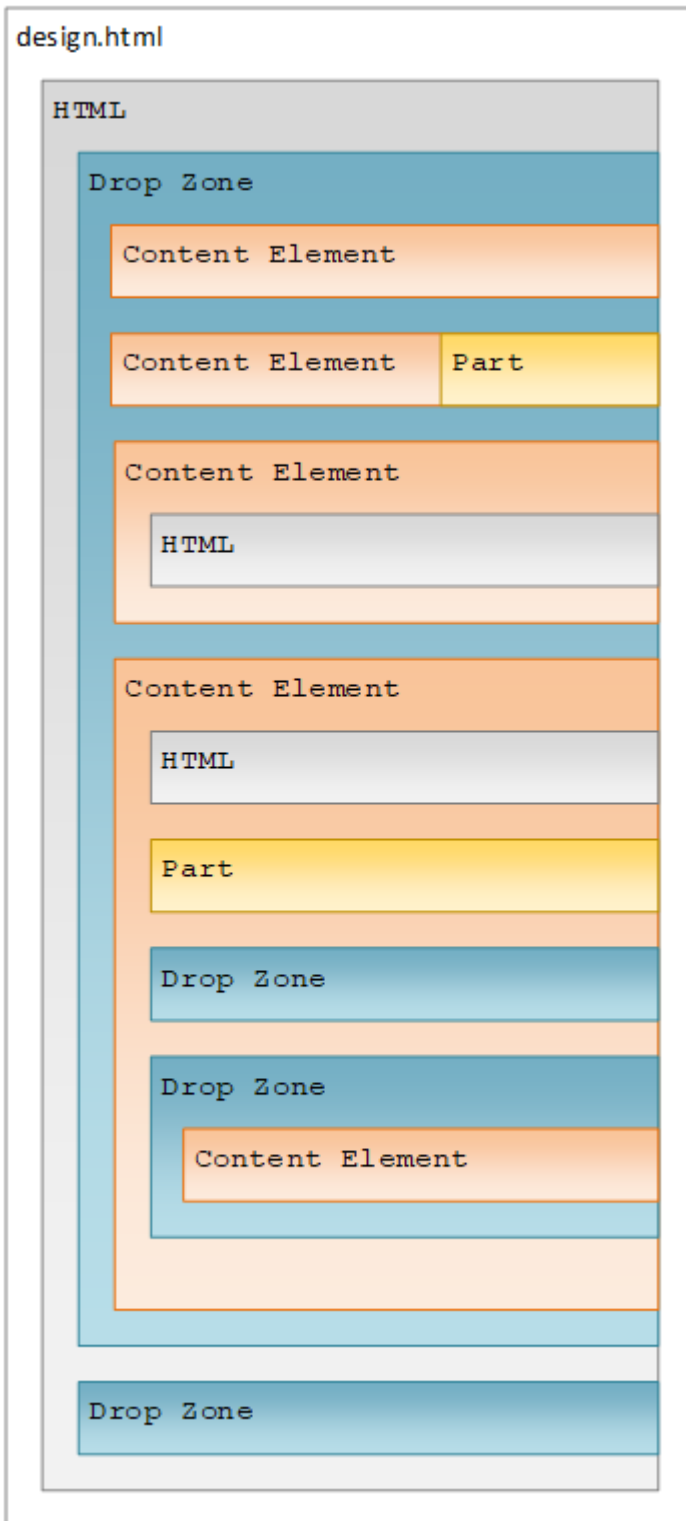 design.html
HTML
Drop Zone
Content Element
Content Element Part
Content Element
HTML
Content Element
HTML
Part
Drop Zone
Drop Zone
Content Element
Drop Zone